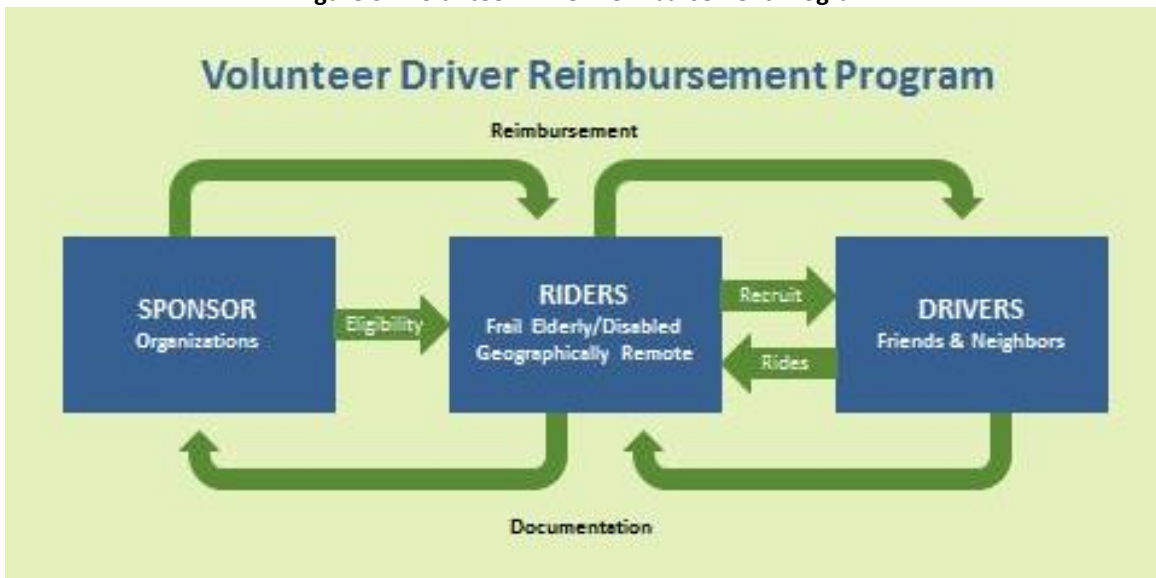 Volunteer Driver Reimbursement Program
Reimbursement
SPONSOR
Organizations
Eligibility
RIDERS
Frail Elderly/Disabled
Geographically Remote
Recruit
Rides
DRIVERS
Friends & Neighbors
Documentation